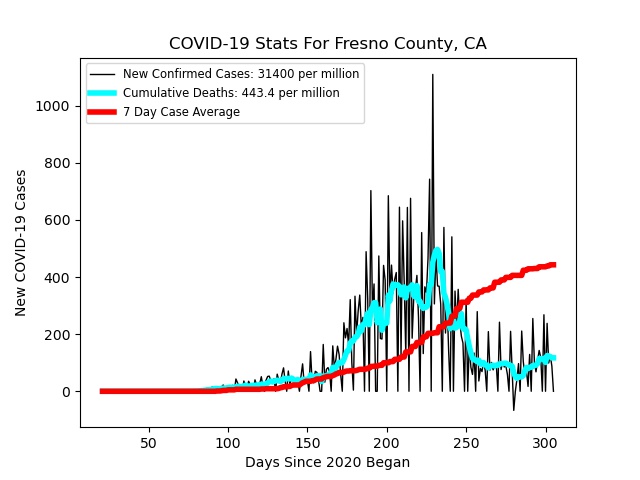 COVID-19 Stats For Fresno County, CA
New Confirmed Cases: 31400 per million
Cumulative Deaths: 443.4 per million
7 Day Case Average
New COVID-19 Cases
1000
800
600
400
200
0
50 100 150 200 250 300
Days Since 2020 Began